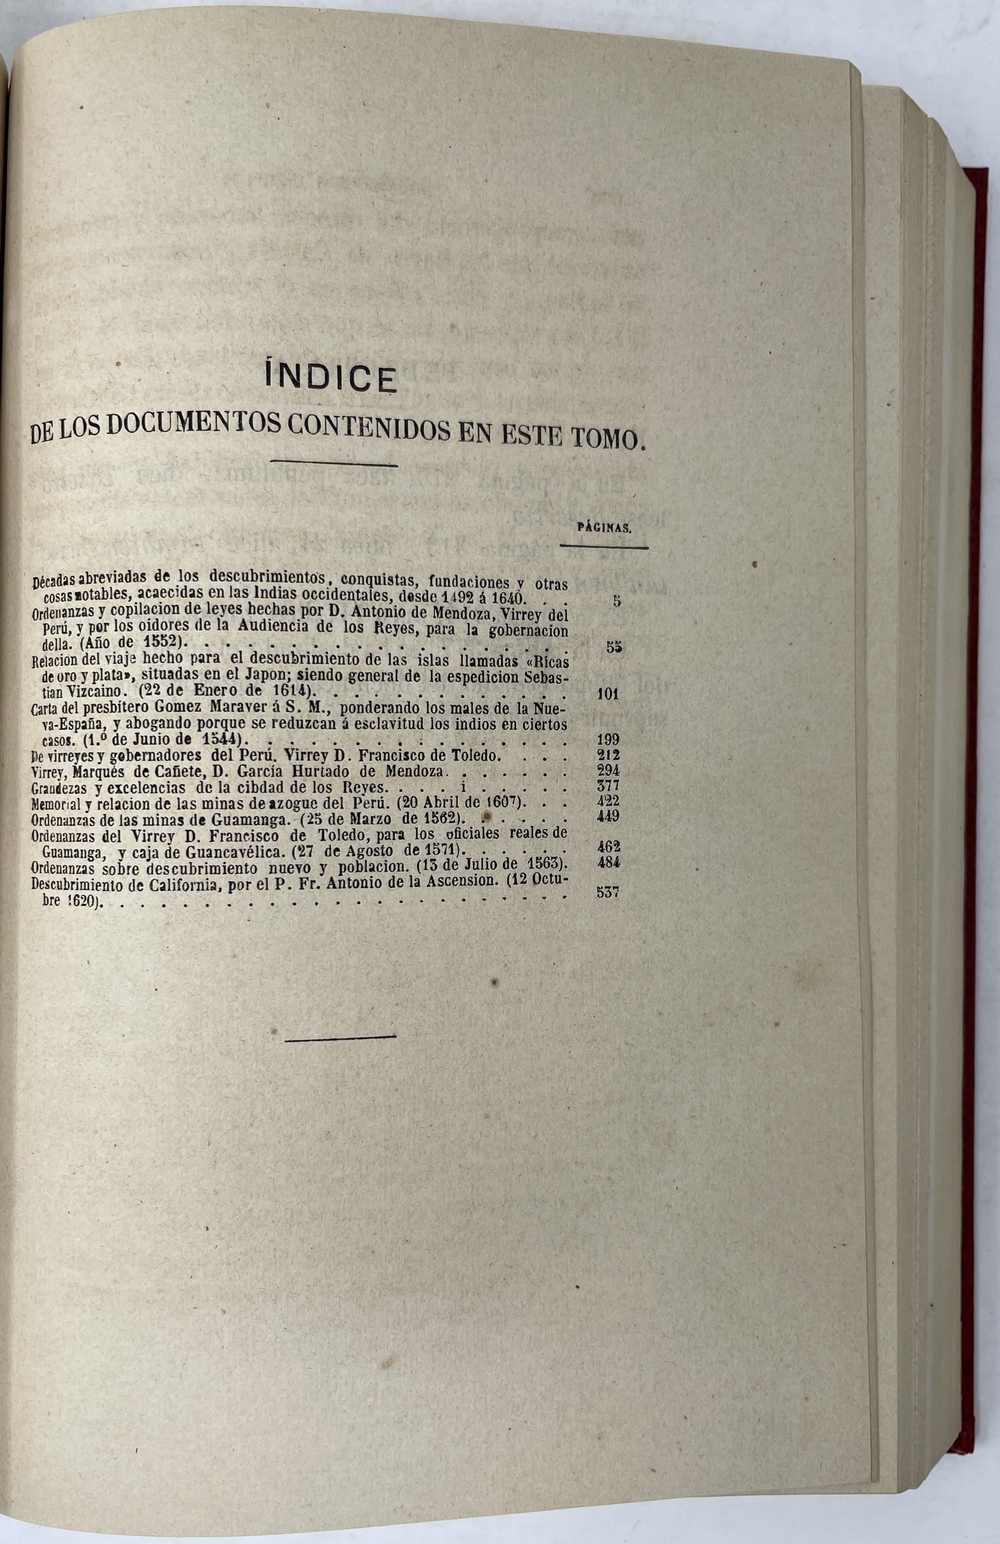 ÍNDICE
DE LOS DOCUMENTOS CONTENIDOS EN ESTE TOMO.
PÁGINAS.
Décadas abreviadas de los descubrimientos, conquistas, fundaciones y otras
cosas notables, acaecidas en las Indias occidentales, desde 1492 á 1640. . . 5
Ordenanzas y copilacion de leyes hechas por D. Antonio de Mendoza, Virrey del
Perú, y por los oidores de la Audiencia de los Reyes, para la gobernacion
della. (Año de 1552). . . . . . . . . . . . . . . . . 55
Relacion del viaje hecho para el descubrimiento de las islas llamadas «Ricas
de oro y plata», situadas en el Japon; siendo general de la espedicion Sebas-
tian Vizcaino. (22 de Enero de 1614). . . . . . . . . . . 101
Carta del presbítero Gomez Maraver á S. M., ponderando los males de la Nue-
va-España, y abogando porque se reduzcan á esclavitud los indios en ciertos
casos. (1.º de Junio de 1544). . . . . . . . . . . . . . 199
De virreyes y gobernadores del Perú. Virrey D. Francisco de Toledo. . . . 212
Virrey, Marqués de Cañete, D. García Hurtado de Mendoza. . . . . . . 294
Grandezas y excelencias de la cibdad de los Reyes. . . . . . . . . 377
Memorial y relacion de las minas de azogue del Perú. (20 Abril de 1607). . . 422
Ordenanzas de las minas de Guamanga. (25 de Marzo de 1562). . . . . . 449
Ordenanzas del Virrey D. Francisco de Toledo, para los oficiales reales de
Guamanga, y caja de Guancavélica. (27 de Agosto de 1571). . . . . . 462
Ordenanzas sobre descubrimiento nuevo y poblacion. (13 de Julio de 1563). 484
Descubrimiento de California, por el P. Fr. Antonio de la Ascension. (12 Octu-
bre 1620). . . . . . . . . . . . . . . . . . 537